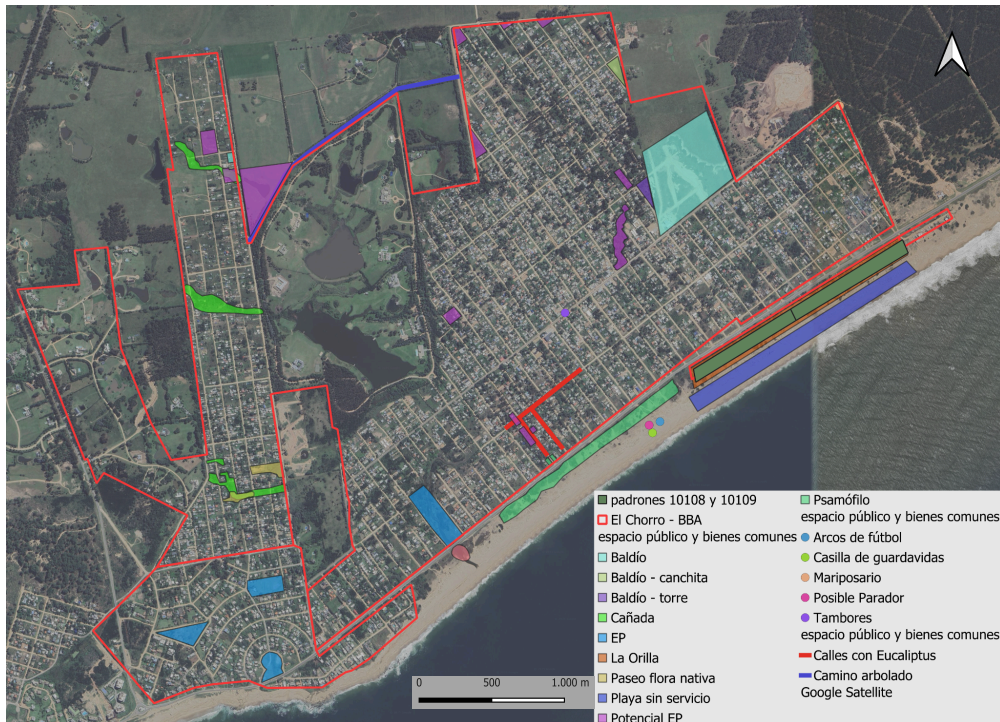 0 500 1.000 m
padrones 10108 y 10109
El Chorro - BBA
espacio público y bienes comunes
Baldío
Baldío - canchita
Baldío - torre
Cañada
EP
La Orilla
Paseo flora nativa
Playa sin servicio
Potencial EP
Psamófilo
espacio público y bienes comunes
Arcos de fútbol
Casilla de guardavidas
Mariposario
Posible Parador
Tambores
espacio público y bienes comunes
Calles con Eucaliptus
Camino arbolado
Google Satellite